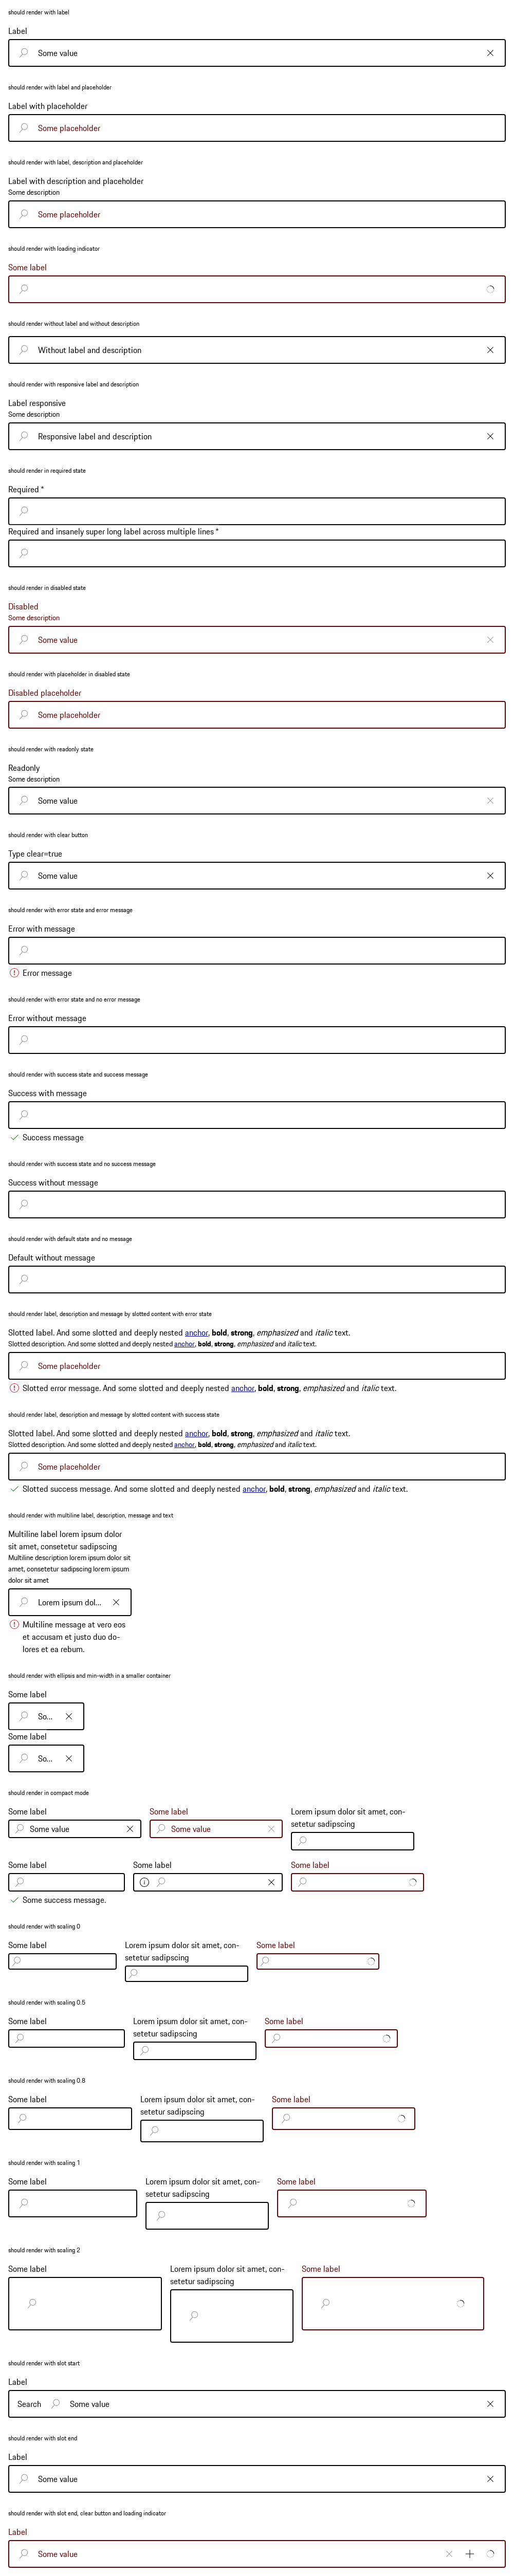 should render with label
Label
Some value
should render with label and placeholder
Label with placeholder
Some placeholder
should render with label, description and placeholder
Label with description and placeholder
Some description
Some placeholder
should render with loading indicator
Some label
should render without label and without description
Without label and description
should render with responsive label and description
Label responsive
Some description
Responsive label and description
should render in required state
Required *
Required and insanely super long label across multiple lines *
should render in disabled state
Disabled
Some description
Some value
should render with placeholder in disabled state
Disabled placeholder
Some placeholder
should render with readonly state
Readonly
Some description
Some value
should render with clear button
Type clear=true
Some value
should render with error state and error message
Error with message
Error message
should render with error state and no error message
Error without message
should render with success state and success message
Success with message
Success message
should render with success state and no success message
Success without message
should render with default state and no message
Default without message
should render label, description and message by slotted content with error state
Slotted label. And some slotted and deeply nested anchor, bold, strong, emphasized and italic text.
Slotted description. And some slotted and deeply nested anchor, bold, strong, emphasized and italic text.
Some placeholder
Slotted error message. And some slotted and deeply nested anchor, bold, strong, emphasized and italic text.
should render label, description and message by slotted content with success state
Slotted label. And some slotted and deeply nested anchor, bold, strong, emphasized and italic text.
Slotted description. And some slotted and deeply nested anchor, bold, strong, emphasized and italic text.
Some placeholder
Slotted success message. And some slotted and deeply nested anchor, bold, strong, emphasized and italic text.
should render with multiline label, description, message and text
Multiline label lorem ipsum dolor
sit amet, consetetur sadipscing
Multiline description lorem ipsum dolor sit
amet, consetetur sadipscing lorem ipsum
dolor sit amet
Lorem ipsum dol...
Multiline message at vero eos
et accusam et justo duo do-
lores et ea rebum.
should render with ellipsis and min-width in a smaller container
Some label
So...
Some label
So...
should render in compact mode
Some label
Some value
Some label
Some value
Lorem ipsum dolor sit amet, con-
setetur sadipscing
Some label
Some success message.
Some label
Some label
should render with scaling 0
Some label
Lorem ipsum dolor sit amet, con-
setetur sadipscing
Some label
should render with scaling 0.5
Some label
Lorem ipsum dolor sit amet, con-
setetur sadipscing
Some label
should render with scaling 0.8
Some label
Lorem ipsum dolor sit amet, con-
setetur sadipscing
Some label
should render with scaling 1
Some label
Lorem ipsum dolor sit amet, con-
setetur sadipscing
Some label
should render with scaling 2
Some label
Lorem ipsum dolor sit amet, con-
setetur sadipscing
Some label
should render with slot start
Label
Search Some value
should render with slot end
Label
Some value
should render with slot end, clear button and loading indicator
Label
Some value